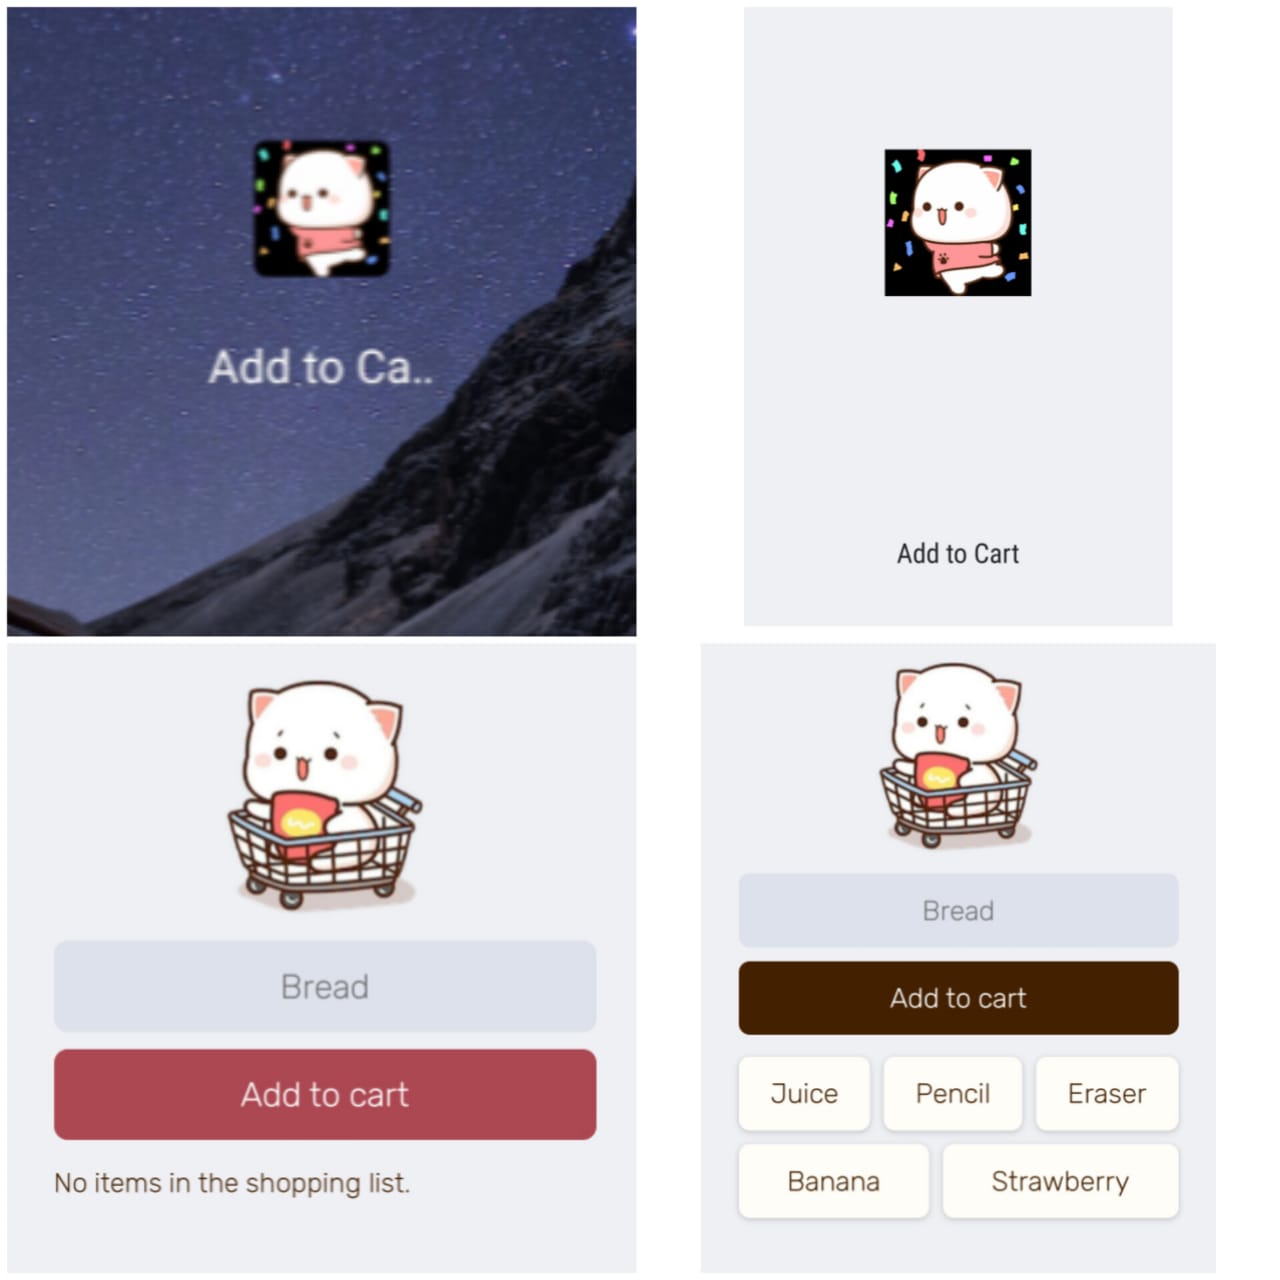 Add to Ca..
Add to Cart
Bread
Add to cart
No items in the shopping list.
Bread
Add to cart
Juice
Pencil
Eraser
Banana
Strawberry